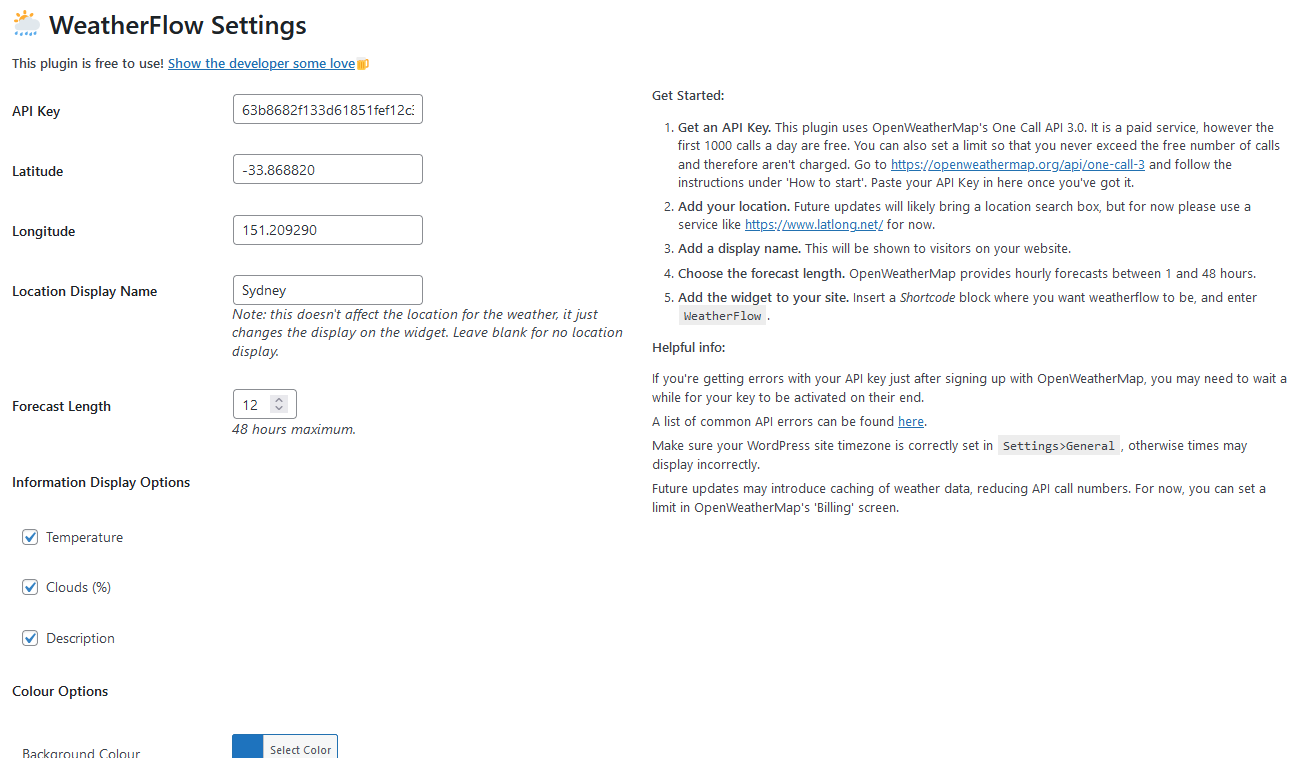 WeatherFlow Settings
This plugin is free to use! Show the developer some love
API Key
63b8682f133d61851fef12c3
Latitude
-33.868820
Longitude
151.209290
Location Display Name
Sydney
Note: this doesn't affect the location for the weather, it just
changes the display on the widget. Leave blank for no location
display.
Forecast Length
12
48 hours maximum.
Information Display Options
Temperature
Clouds (%)
Description
Colour Options
Background Colour
Select Color
Get Started:
1. Get an API Key. This plugin uses OpenWeatherMap's One Call API 3.0. It is a paid service, however the
first 1000 calls a day are free. You can also set a limit so that you never exceed the free number of calls
and therefore aren't charged. Go to https://openweathermap.org/api/one-call-3 and follow the
instructions under 'How to start'. Paste your API Key in here once you've got it.
2. Add your location. Future updates will likely bring a location search box, but for now please use a
service like https://www.latlong.net/ for now.
3. Add a display name. This will be shown to visitors on your website.
4. Choose the forecast length. OpenWeatherMap provides hourly forecasts between 1 and 48 hours.
5. Add the widget to your site. Insert a Shortcode block where you want weatherflow to be, and enter
WeatherFlow .
Helpful info:
If you're getting errors with your API key just after signing up with OpenWeatherMap, you may need to wait a
while for your key to be activated on their end.
A list of common API errors can be found here.
Make sure your WordPress site timezone is correctly set in Settings>General , otherwise times may
display incorrectly.
Future updates may introduce caching of weather data, reducing API call numbers. For now, you can set a
limit in OpenWeatherMap's 'Billing' screen.